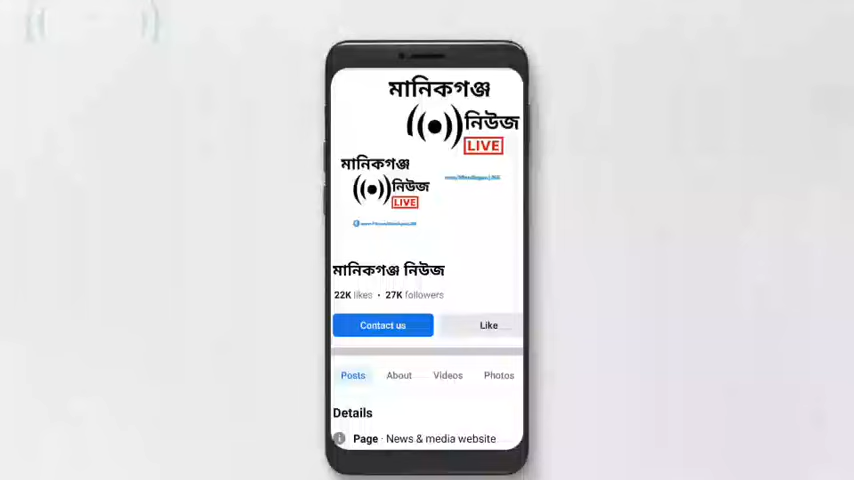 মানিকগঞ্জ
নিউজ
LIVE
মানিকগঞ্জ
নিউজ
LIVE
মানিকগঞ্জ নিউজ
22K likes • 27K followers
Contact us
Like
Posts About Videos Photos
Details
Page · News & media website